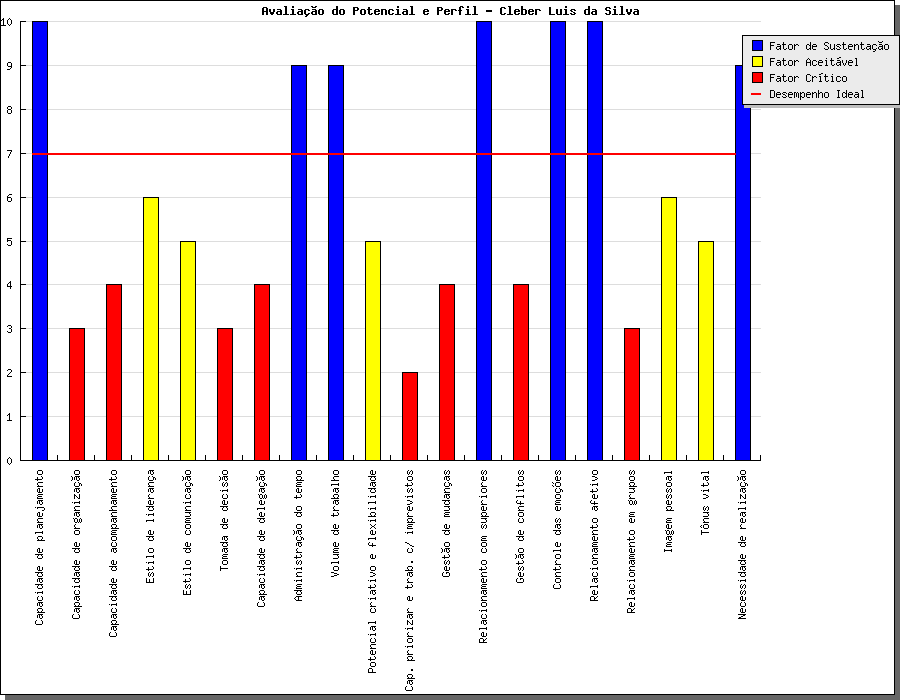 Avaliação do Potencial e Perfil - Cleber Luis da Silva
10
9
8
7
6
5
4
3
2
1
0
Fator de Sustentação
Fator Aceitável
Fator Crítico
Desempenho Ideal
Capacidade de planejamento
Capacidade de organização
Capacidade de acompanhamento
Estilo de liderança
Estilo de comunicação
Tomada de decisão
Capacidade de delegação
Administração do tempo
Volume de trabalho
Potencial criativo e flexibilidade
Cap. priorizar e trab. c/ imprevistos
Gestão de mudanças
Relacionamento com superiores
Gestão de conflitos
Controle das emoções
Relacionamento afetivo
Relacionamento em grupos
Imagem pessoal
Tônus vital
Necessidade de realização